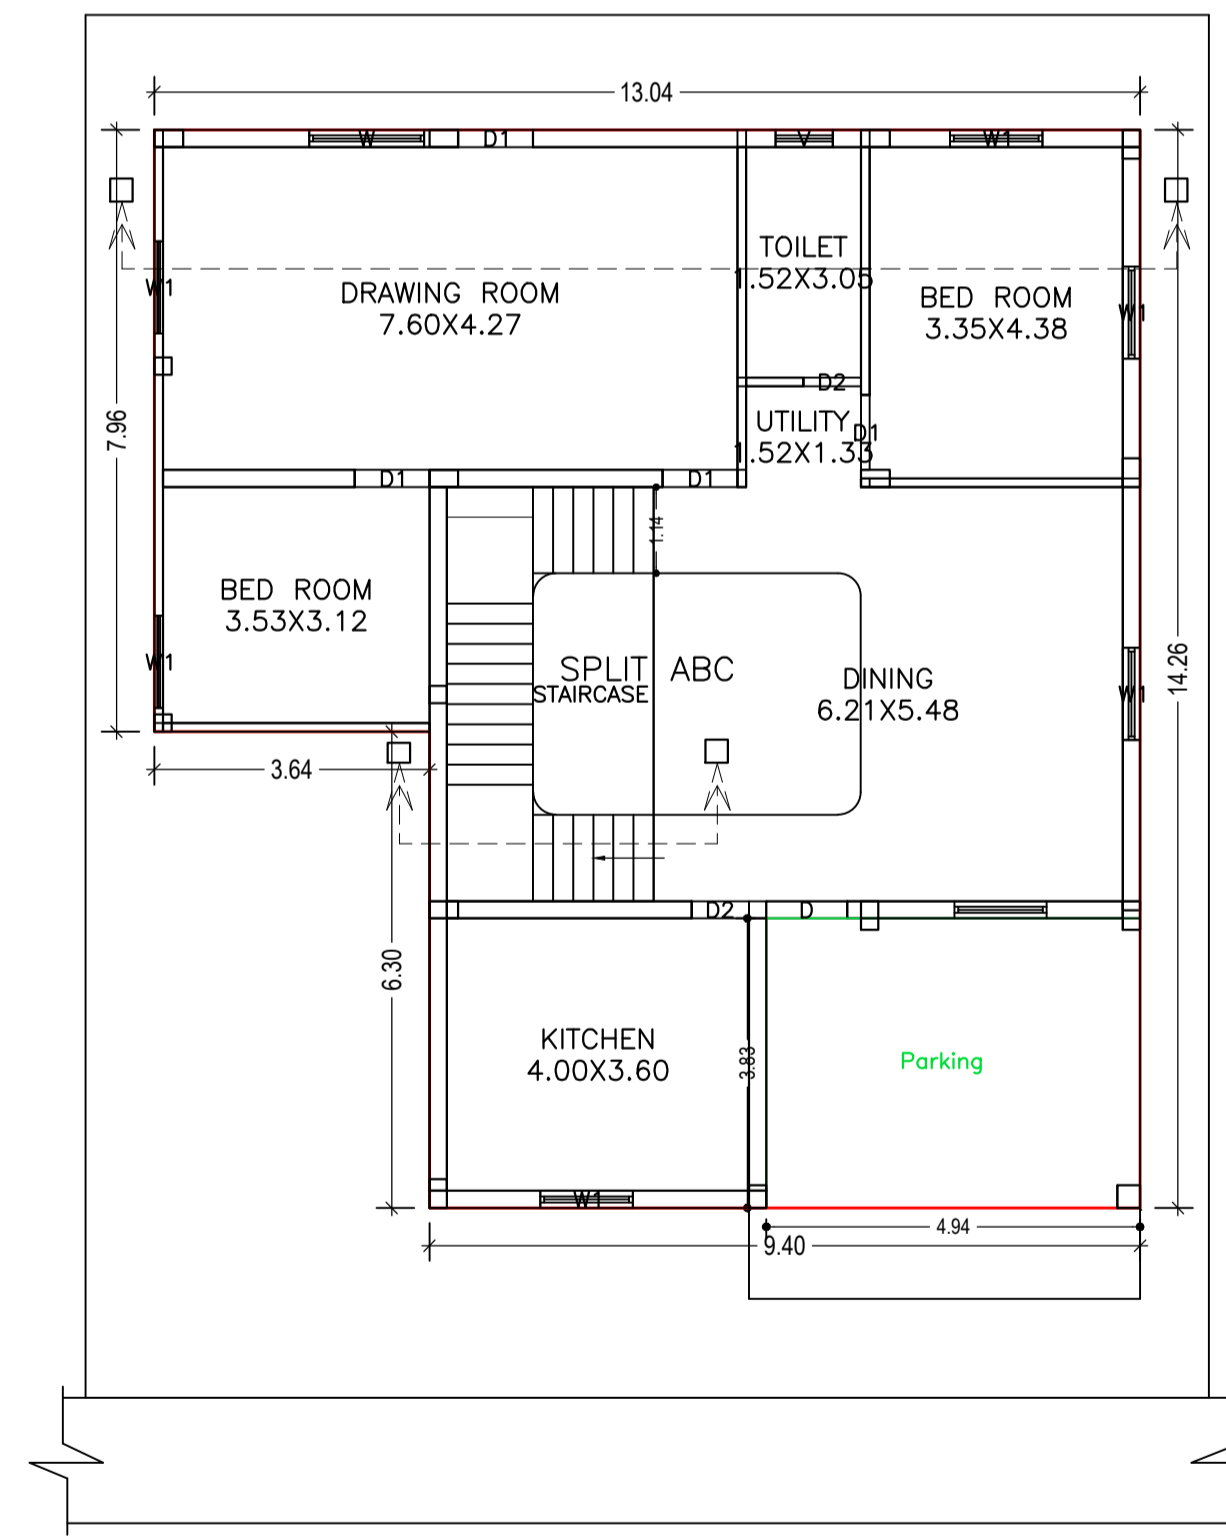 13.04
W
D1
V
W1
TOILET
1.52X3.05
W1
DRAWING ROOM
7.60X4.27
BED ROOM
3.35X4.38
W1
D2
7.96
UTILITY
1.52X1.33
D1
D1
D1
1.14
BED ROOM
3.53X3.12
W1
SPLIT ABC
STAIRCASE
DINING
6.21X5.48
W1
14.26
3.64
D2
D
6.30
KITCHEN
4.00X3.60
3.83
Parking
W1
4.94
9.40